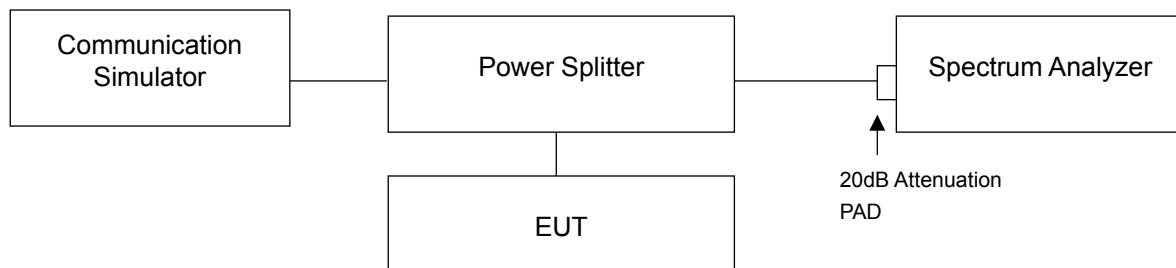 Communication
Simulator
Power Splitter
Spectrum Analyzer
20dB Attenuation
PAD
EUT